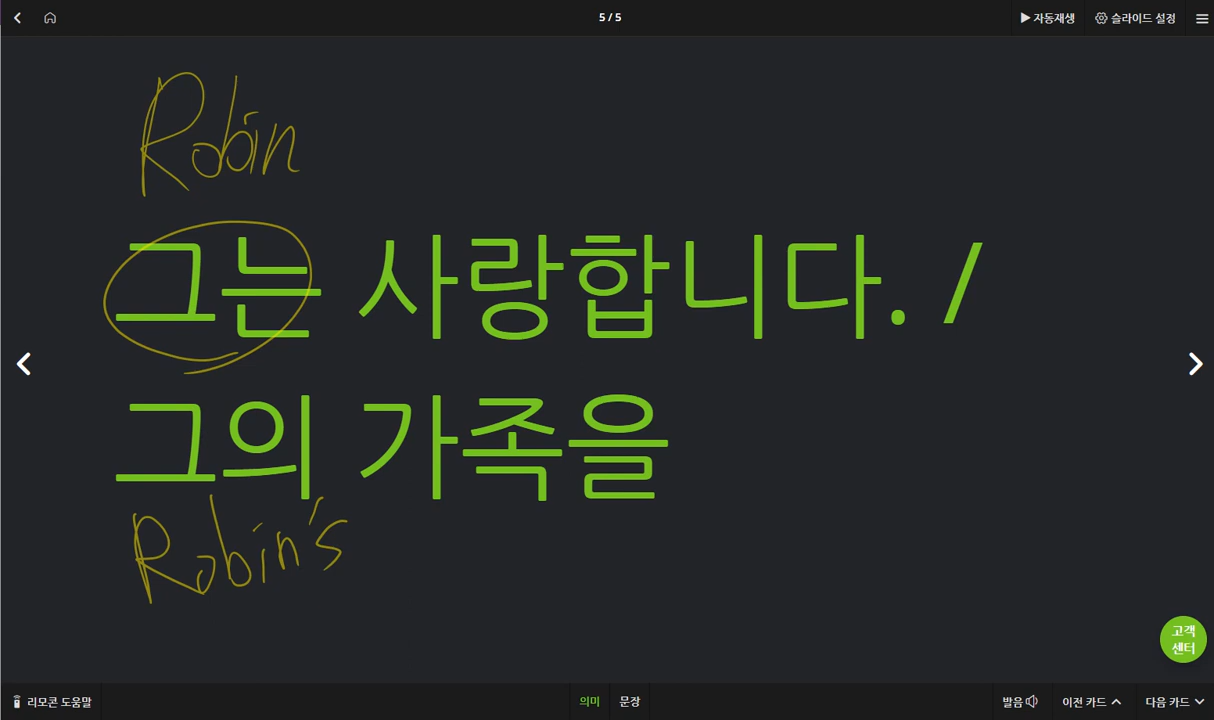 5 / 5
자동재생
슬라이드 설정
Robin
그는 사랑합니다. /
그의 가족을
Robin's
고객
센터
리모콘 도움말
의미
문장
발음
이전 카드
다음 카드